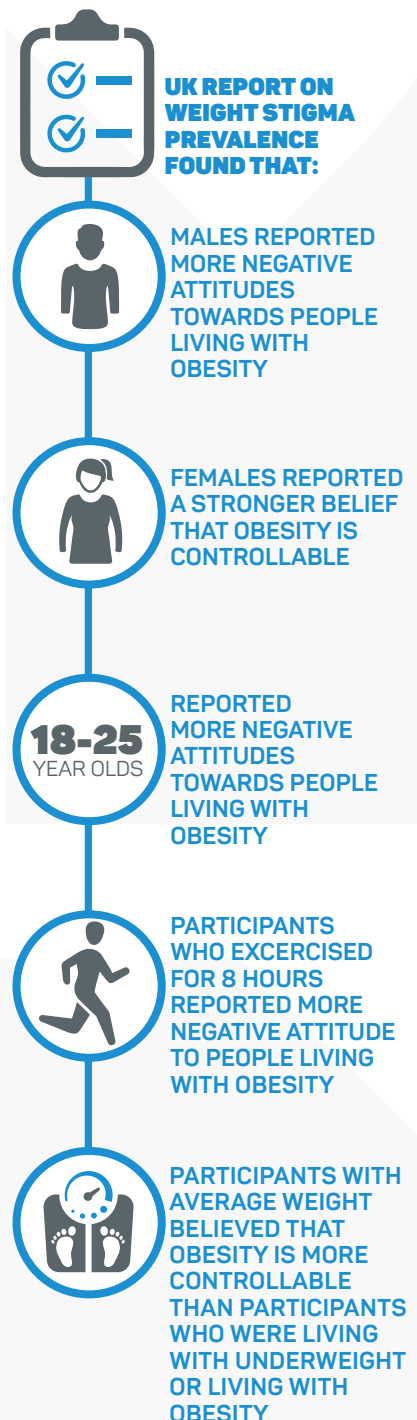 UK REPORT ON
WEIGHT STIGMA
PREVALENCE
FOUND THAT:
MALES REPORTED
MORE NEGATIVE
ATTITUDES
TOWARDS PEOPLE
LIVING WITH
OBESITY
FEMALES REPORTED
A STRONGER BELIEF
THAT OBESITY IS
CONTROLLABLE
18-25
YEAR OLDS
REPORTED
MORE NEGATIVE
ATTITUDES
TOWARDS PEOPLE
LIVING WITH
OBESITY
PARTICIPANTS
WHO EXCERCISED
FOR 8 HOURS
REPORTED MORE
NEGATIVE ATTITUDE
TO PEOPLE LIVING
WITH OBESITY
PARTICIPANTS WITH
AVERAGE WEIGHT
BELIEVED THAT
OBESITY IS MORE
CONTROLLABLE
THAN PARTICIPANTS
WHO WERE LIVING
WITH UNDERWEIGHT
OR LIVING WITH
OBESITY